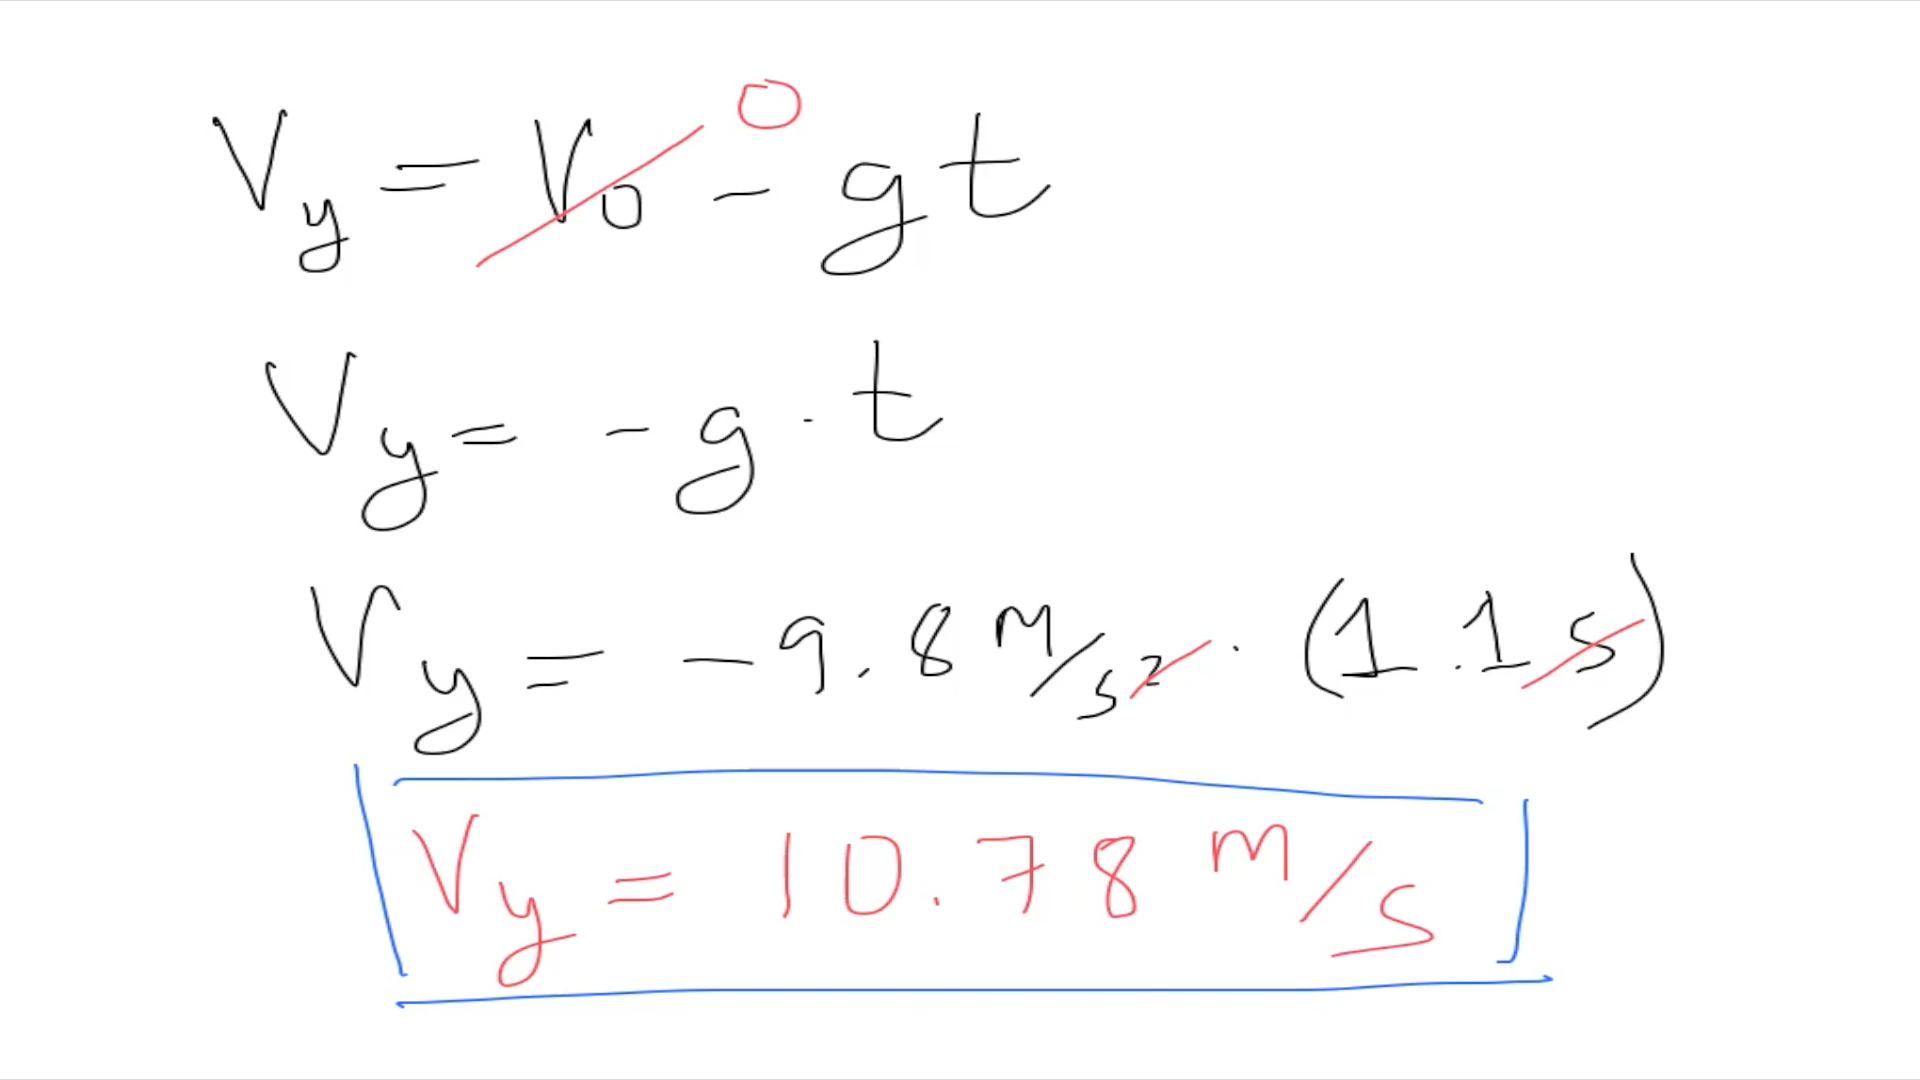 Vy = V₀ 0 - gt
Vy = - g · t
Vy = - 9.8 m/s² · (1.1 s)
Vy = 10.78 m/s